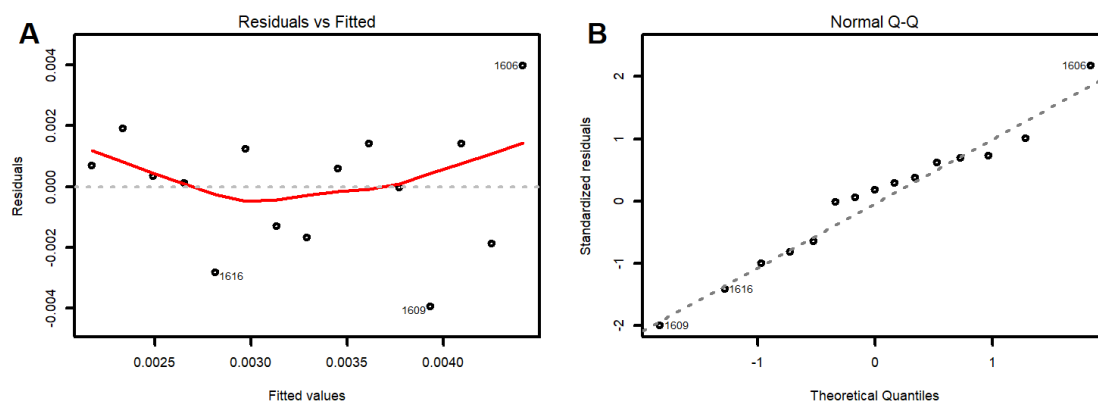 A
Residuals vs Fitted
Residuals
0.004
0.002
0.000
-0.002
-0.004
1606
1616
1609
0.0025
0.0030
0.0035
0.0040
Fitted values
B
Normal Q-Q
Standardized residuals
2
1
0
-1
-2
1606
1616
1609
-1
0
1
Theoretical Quantiles